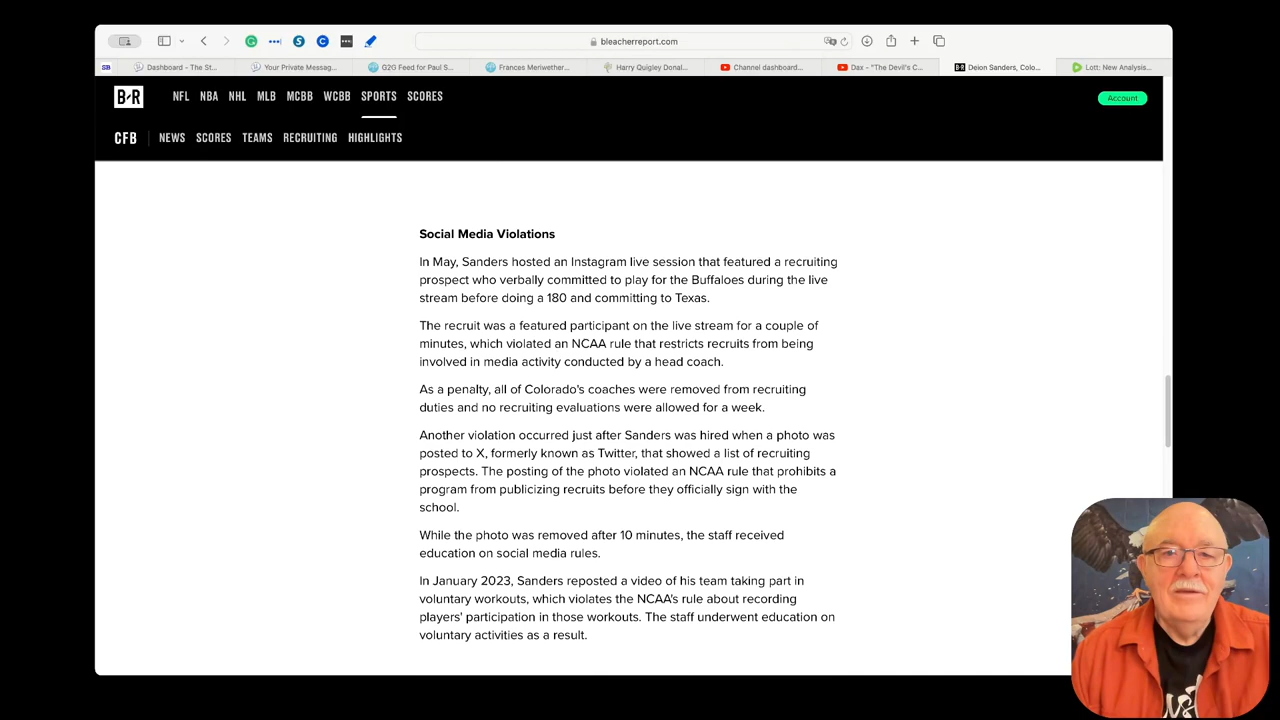 bleacherreport.com
SB
Dashboard - The St...
Your Private Messag...
G2G Feed for Paul S...
Frances Meriwether...
Harry Quigley Donal...
Channel dashboard...
Dax - "The Devil's C...
B/R
Deion Sanders, Colo...
Lott: New Analysis...
B/R
NFL NBA NHL MLB MCBB WCBB SPORTS SCORES
Account
CFB NEWS SCORES TEAMS RECRUITING HIGHLIGHTS
Social Media Violations
In May, Sanders hosted an Instagram live session that featured a recruiting
prospect who verbally committed to play for the Buffaloes during the live
stream before doing a 180 and committing to Texas.
The recruit was a featured participant on the live stream for a couple of
minutes, which violated an NCAA rule that restricts recruits from being
involved in media activity conducted by a head coach.
As a penalty, all of Colorado's coaches were removed from recruiting
duties and no recruiting evaluations were allowed for a week.
Another violation occurred just after Sanders was hired when a photo was
posted to X, formerly known as Twitter, that showed a list of recruiting
prospects. The posting of the photo violated an NCAA rule that prohibits a
program from publicizing recruits before they officially sign with the
school.
While the photo was removed after 10 minutes, the staff received
education on social media rules.
In January 2023, Sanders reposted a video of his team taking part in
voluntary workouts, which violates the NCAA's rule about recording
players' participation in those workouts. The staff underwent education on
voluntary activities as a result.